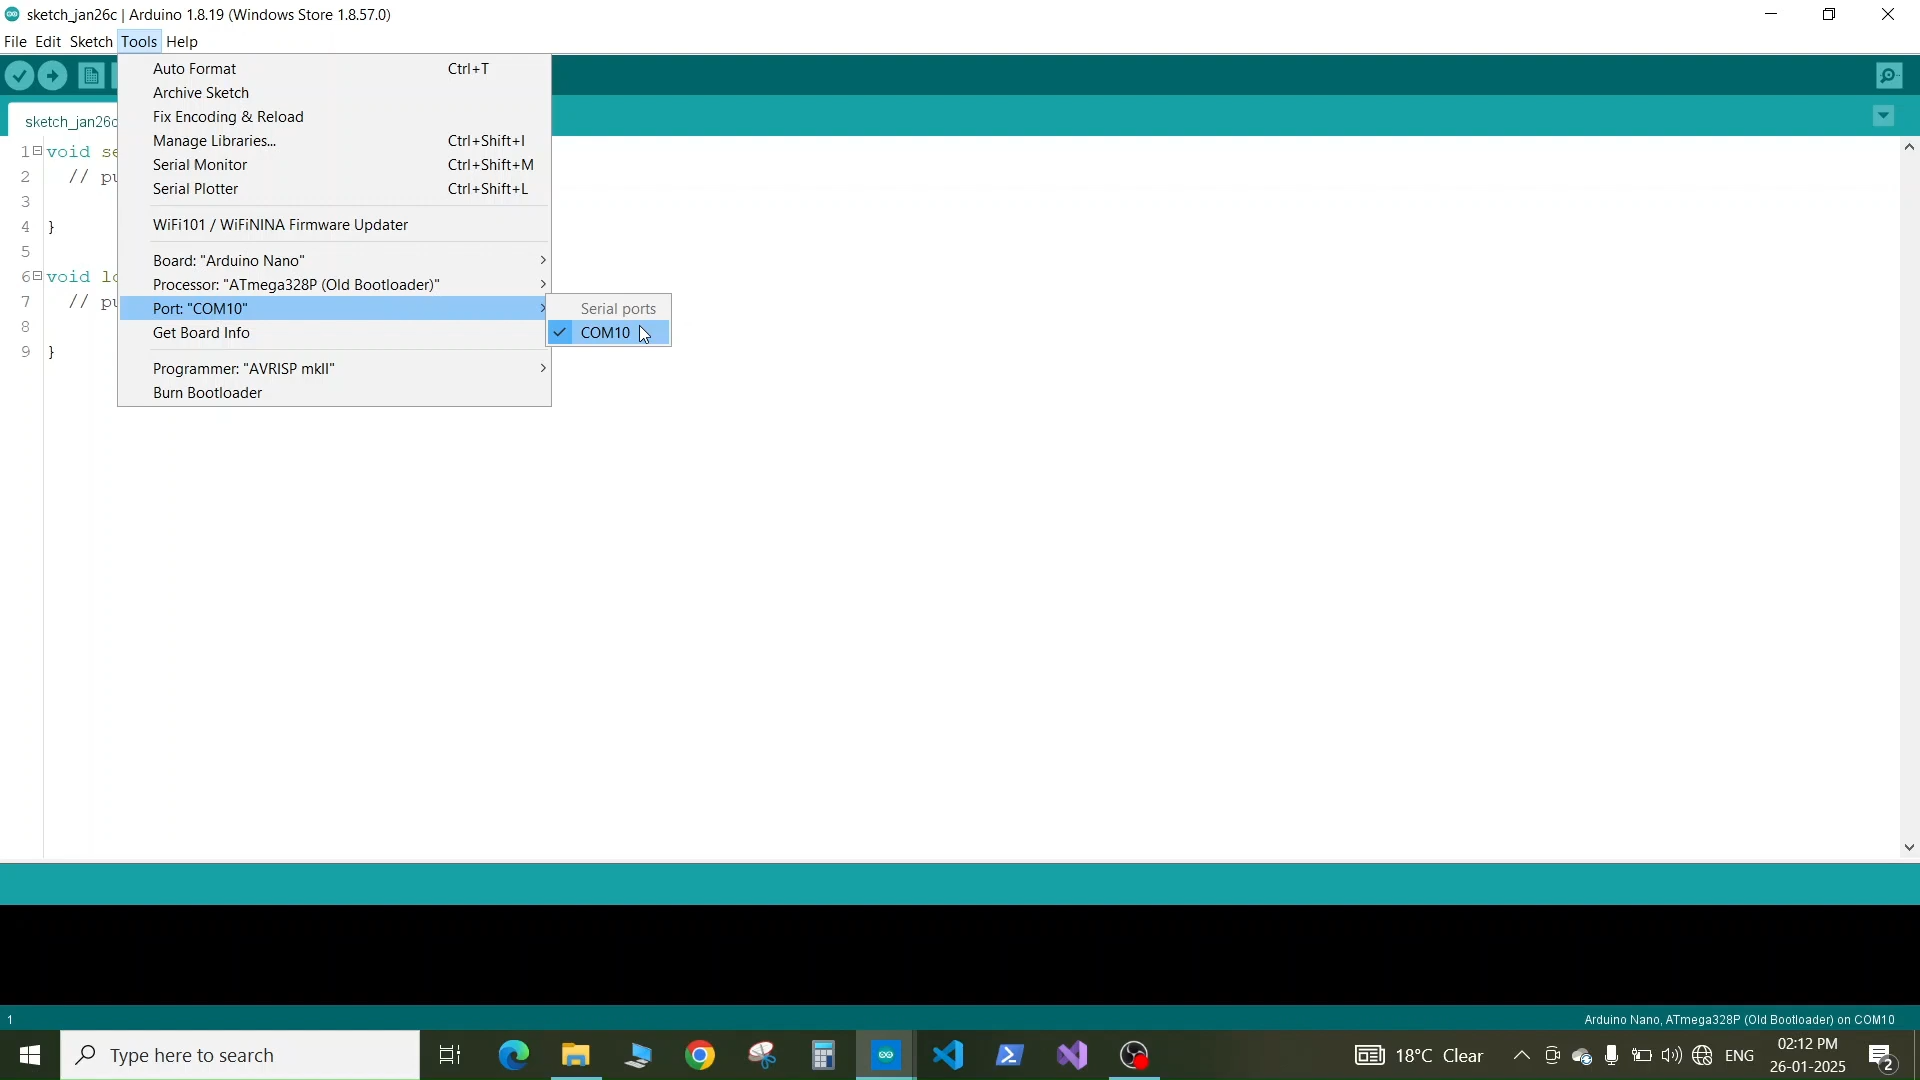 sketch_jan26c | Arduino 1.8.19 (Windows Store 1.8.57.0)
File Edit Sketch Tools Help
Auto Format Ctrl+T
Archive Sketch
Fix Encoding & Reload
Manage Libraries... Ctrl+Shift+I
Serial Monitor Ctrl+Shift+M
Serial Plotter Ctrl+Shift+L
WiFi101 / WiFiNINA Firmware Updater
Board: "Arduino Nano"
Processor: "ATmega328P (Old Bootloader)"
Port: "COM10"
Get Board Info
Programmer: "AVRISP mkII"
Burn Bootloader
Serial ports
COM10
sketch_jan26c
1 void se
2 // pu
3
4 }
5
6 void lo
7 // pu
8
9 }
1 Arduino Nano, ATmega328P (Old Bootloader) on COM10
Type here to search
18°C Clear
ENG
02:12 PM
26-01-2025
2